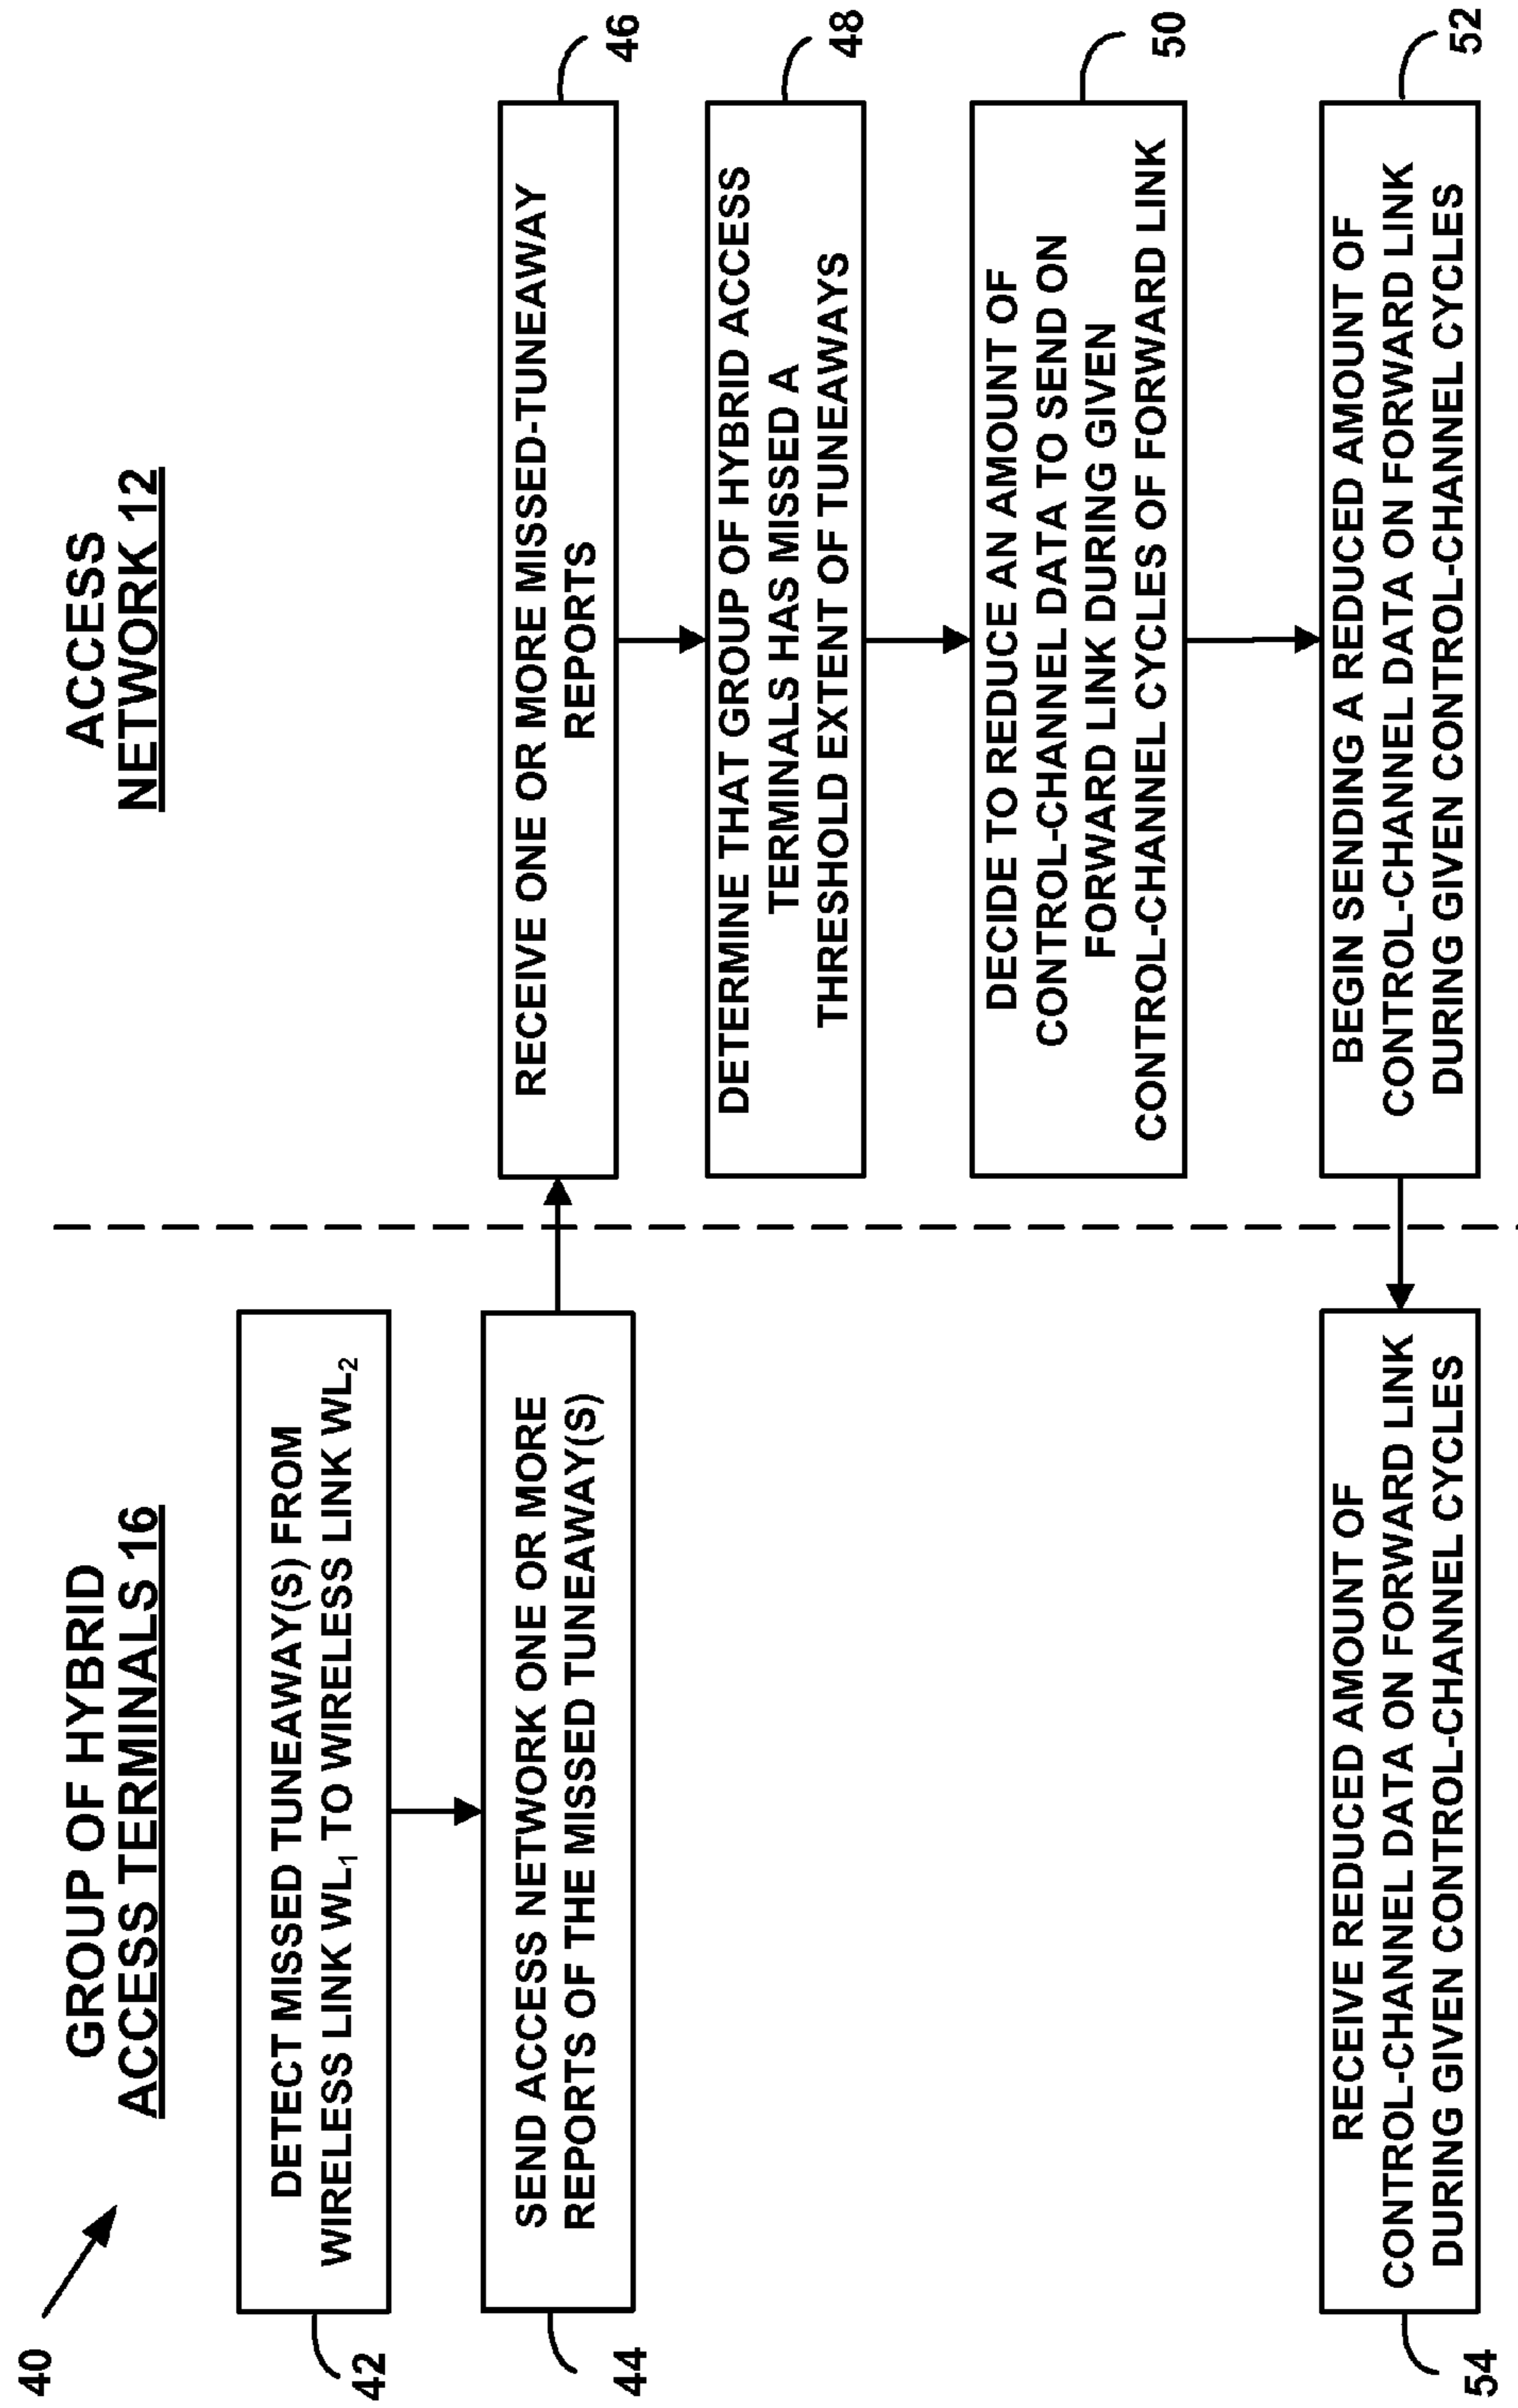 40
GROUP OF HYBRID
ACCESS TERMINALS 16
ACCESS
NETWORK 12
42
DETECT MISSED TUNEAWAY(S) FROM
WIRELESS LINK WL₁ TO WIRELESS LINK WL₂
44
SEND ACCESS NETWORK ONE OR MORE
REPORTS OF THE MISSED TUNEAWAY(S)
46
RECEIVE ONE OR MORE MISSED-TUNEAWAY
REPORTS
48
DETERMINE THAT GROUP OF HYBRID ACCESS
TERMINALS HAS MISSED A
THRESHOLD EXTENT OF TUNEAWAYS
50
DECIDE TO REDUCE AN AMOUNT OF
CONTROL-CHANNEL DATA TO SEND ON
FORWARD LINK DURING GIVEN
CONTROL-CHANNEL CYCLES OF FORWARD LINK
52
BEGIN SENDING A REDUCED AMOUNT OF
CONTROL-CHANNEL DATA ON FORWARD LINK
DURING GIVEN CONTROL-CHANNEL CYCLES
54
RECEIVE REDUCED AMOUNT OF
CONTROL-CHANNEL DATA ON FORWARD LINK
DURING GIVEN CONTROL-CHANNEL CYCLES